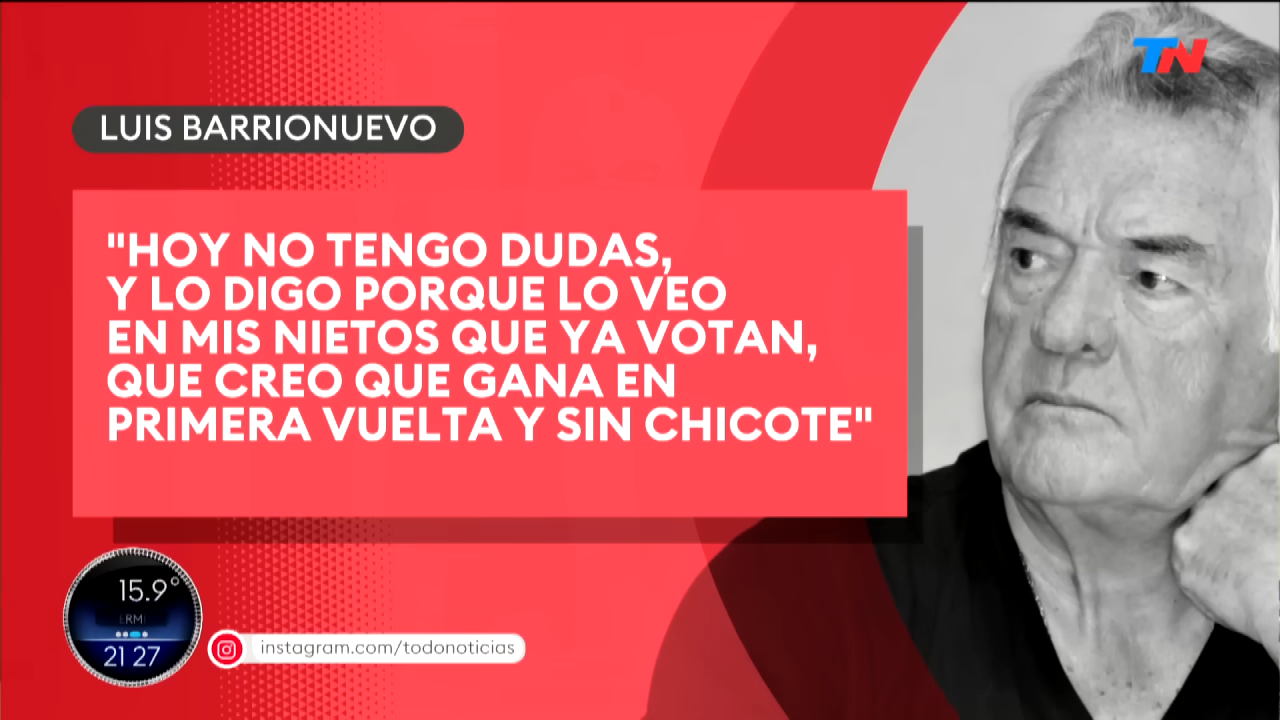 TN
LUIS BARRIONUEVO
"HOY NO TENGO DUDAS,
Y LO DIGO PORQUE LO VEO
EN MIS NIETOS QUE YA VOTAN,
QUE CREO QUE GANA EN
PRIMERA VUELTA Y SIN CHICOTE"
15.9°
21 27
instagram.com/todonoticias